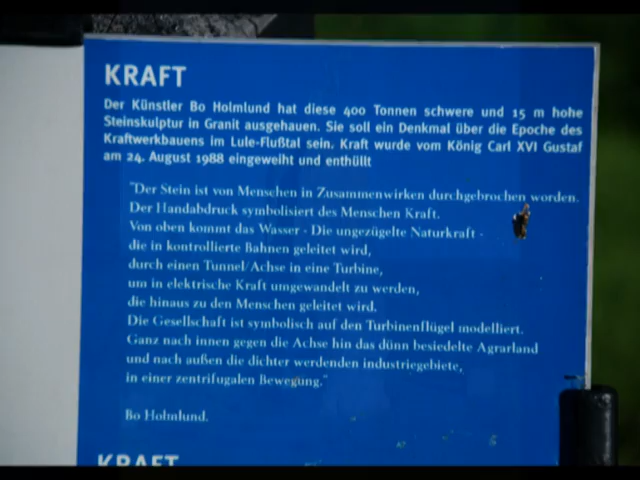 KRAFT
Der Künstler Bo Holmlund hat diese 400 Tonnen schwere und 15 m hohe
Steinskulptur in Granit ausgehauen. Sie soll ein Denkmal über die Epoche des
Kraftwerkbauens im Lule-Flußtal sein. Kraft wurde vom König Carl XVI Gustaf
am 24. August 1988 eingeweiht und enthüllt
"Der Stein ist von Menschen in Zusammenwirken durchgebrochen worden.
Der Handabdruck symbolisiert des Menschen Kraft.
Von oben kommt das Wasser - Die ungezügelte Naturkraft -
die in kontrollierte Bahnen geleitet wird,
durch einen Tunnel/Achse in eine Turbine,
um in elektrische Kraft umgewandelt zu werden,
die hinaus zu den Menschen geleitet wird.
Die Gesellschaft ist symbolisch auf den Turbinenflügel modelliert.
Ganz nach innen gegen die Achse hin das dünn besiedelte Agrarland
und nach außen die dichter werdenden industriegebiete,
in einer zentrifugalen Bewegung."
Bo Holmlund.
KRAFT